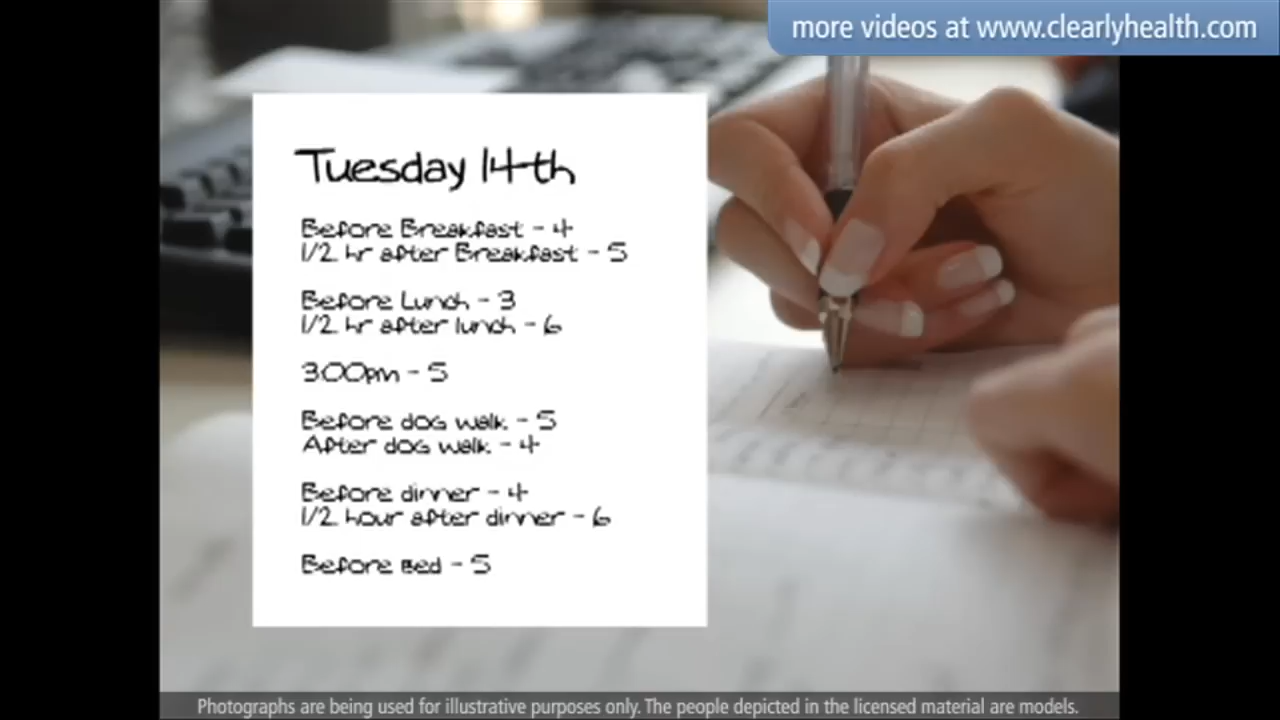 more videos at www.clearlyhealth.com
Tuesday 14th
Before Breakfast - 4
1/2 hr after Breakfast - 5
Before Lunch - 3
1/2 hr after lunch - 6
3:00pm - 5
Before dog walk - 5
After dog walk - 4
Before dinner - 4
1/2 hour after dinner - 6
Before Bed - 5
Photographs are being used for illustrative purposes only. The people depicted in the licensed material are models.